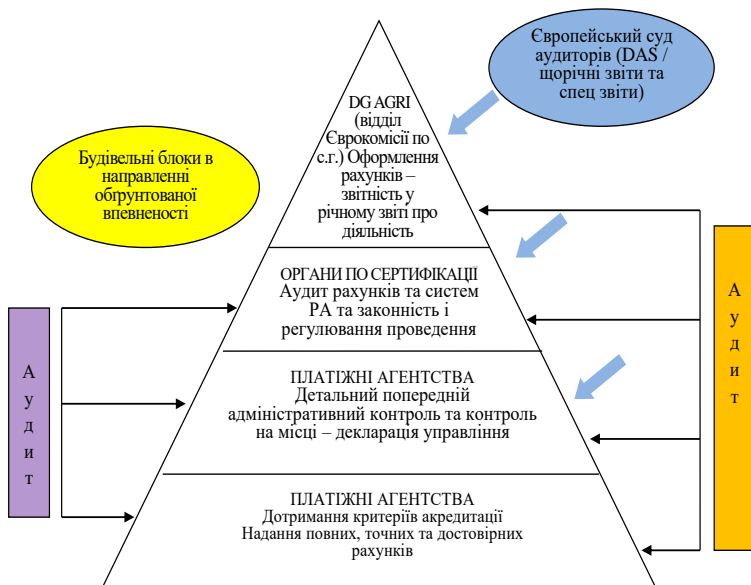 Європейський суд
аудиторів (DAS /
щорічні звіти та
спец звіти)
DG AGRI
(відділ
Єврокомісії по
с.г.) Оформлення
рахунків –
звітність у
річному звіті про
діяльність
Будівельні блоки в
направленні
обґрунтованої
впевненості
ОРГАНИ ПО СЕРТИФІКАЦІЇ
Аудит рахунків та систем
РА та законність і
регулювання проведення
ПЛАТІЖНІ АГЕНТСТВА
Детальний попередній
адміністративний контроль та контроль
на місці – декларація управління
ПЛАТІЖНІ АГЕНТСТВА
Дотримання критеріїв акредитації
Надання повних, точних та достовірних
рахунків
Аудит
Аудит